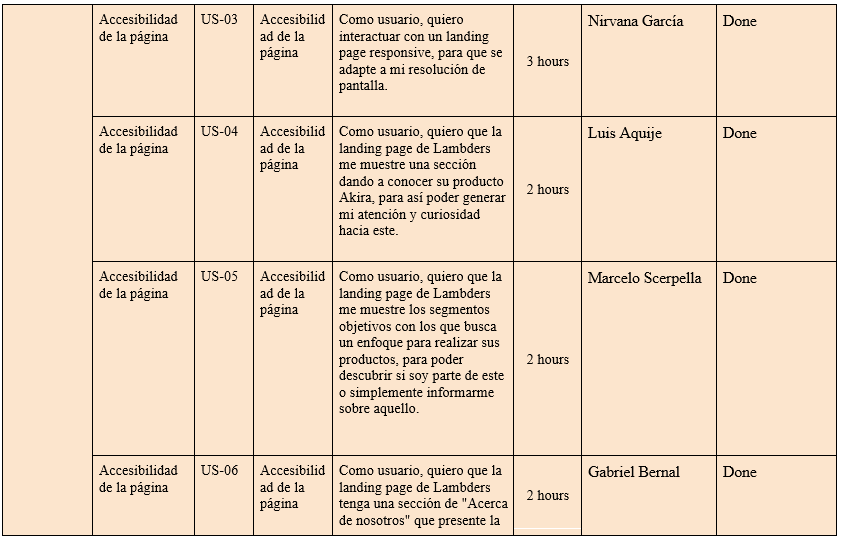 Accesibilidad
de la página
US-03
Accesibilid
ad de la
página
Como usuario, quiero
interactuar con un landing
page responsive, para que se
adapte a mi resolución de
pantalla.
3 hours
Nirvana García
Done
Accesibilidad
de la página
US-04
Accesibilid
ad de la
página
Como usuario, quiero que la
landing page de Lambders
me muestre una sección
dando a conocer su producto
Akira, para así poder generar
mi atención y curiosidad
hacia este.
2 hours
Luis Aquije
Done
Accesibilidad
de la página
US-05
Accesibilid
ad de la
página
Como usuario, quiero que la
landing page de Lambders
me muestre los segmentos
objetivos con los que busca
un enfoque para realizar sus
productos, para poder
descubrir si soy parte de este
o simplemente informarme
sobre aquello.
2 hours
Marcelo Scerpella
Done
Accesibilidad
de la página
US-06
Accesibilid
ad de la
página
Como usuario, quiero que la
landing page de Lambders
tenga una sección de "Acerca
de nosotros" que presente la
2 hours
Gabriel Bernal
Done